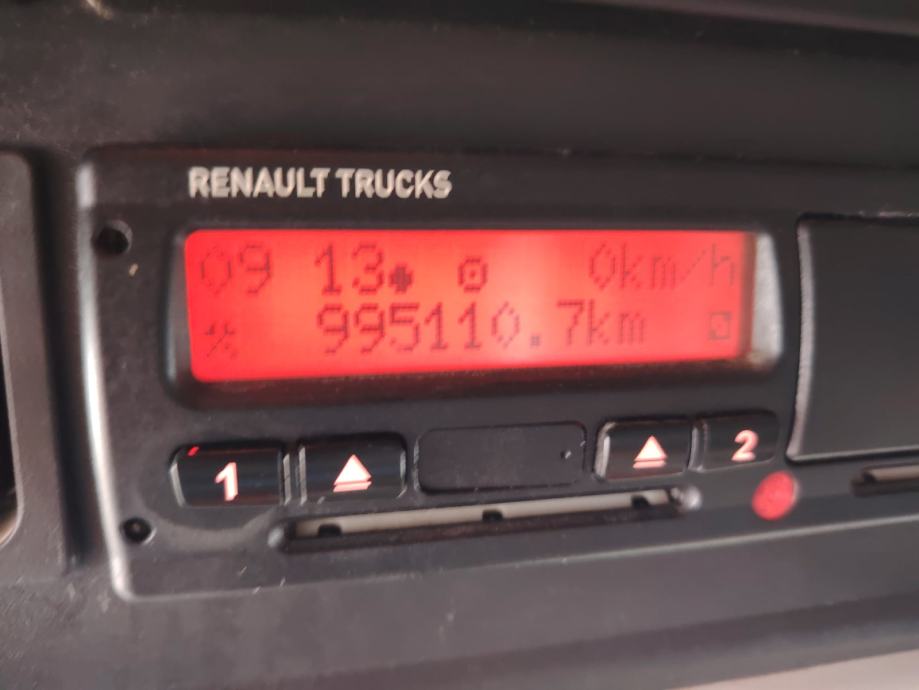 RENAULT TRUCKS
09 13 0km/h
995110.7km
1 2